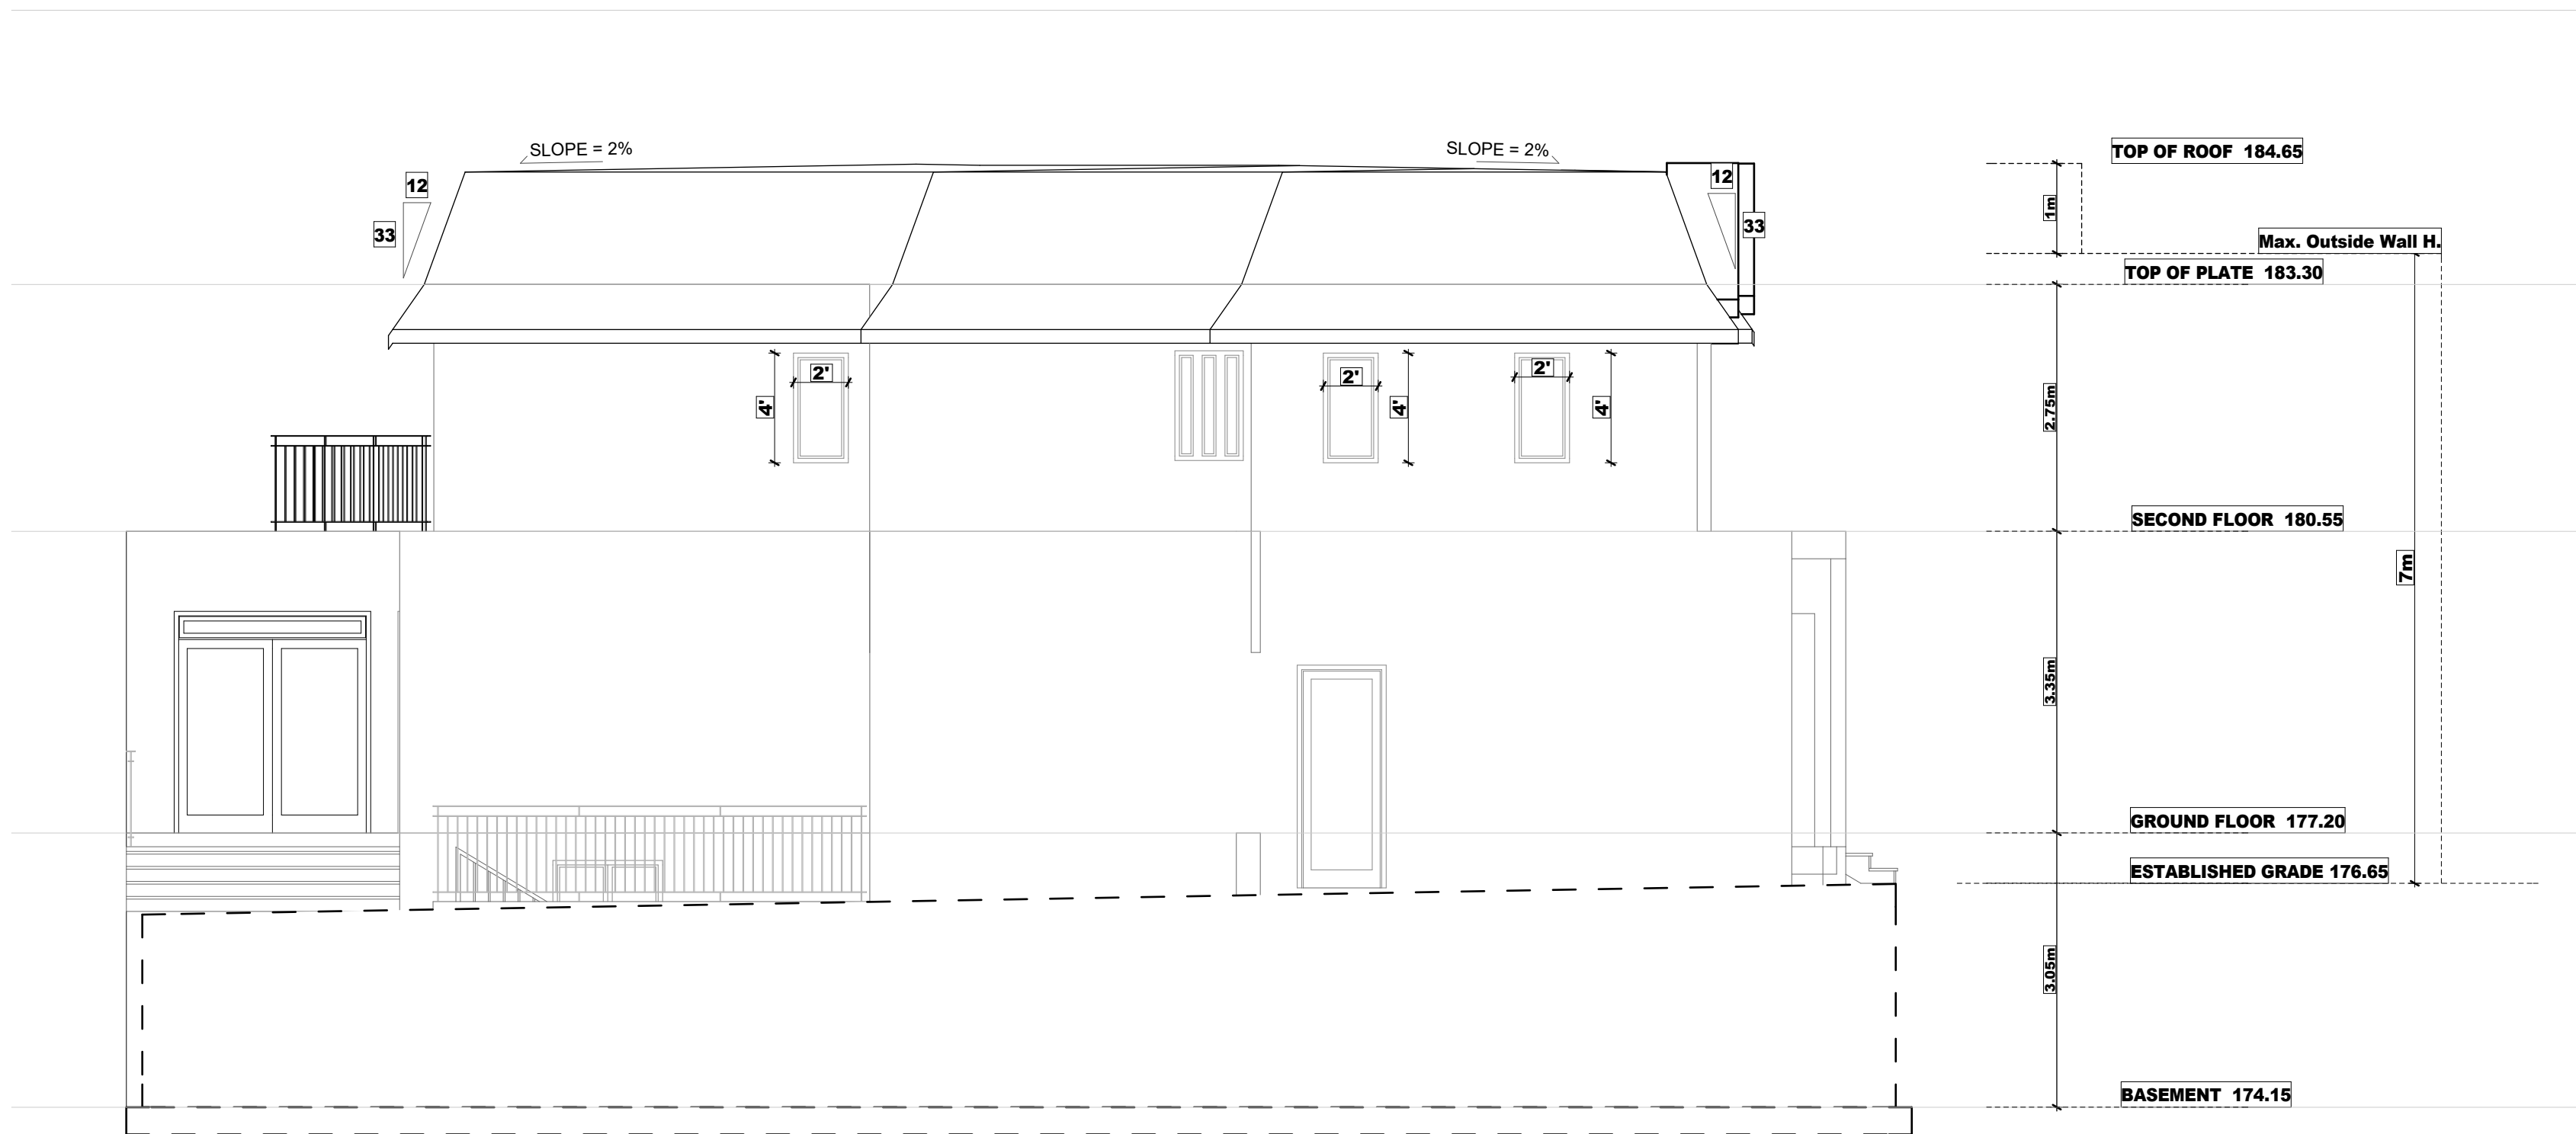 SLOPE = 2%
SLOPE = 2%
TOP OF ROOF 184.65
12
12
33
33
1m
Max. Outside Wall H.
TOP OF PLATE 183.30
2'
2'
2'
4'
4'
4'
2.75m
SECOND FLOOR 180.55
7m
3.35m
GROUND FLOOR 177.20
ESTABLISHED GRADE 176.65
3.05m
BASEMENT 174.15